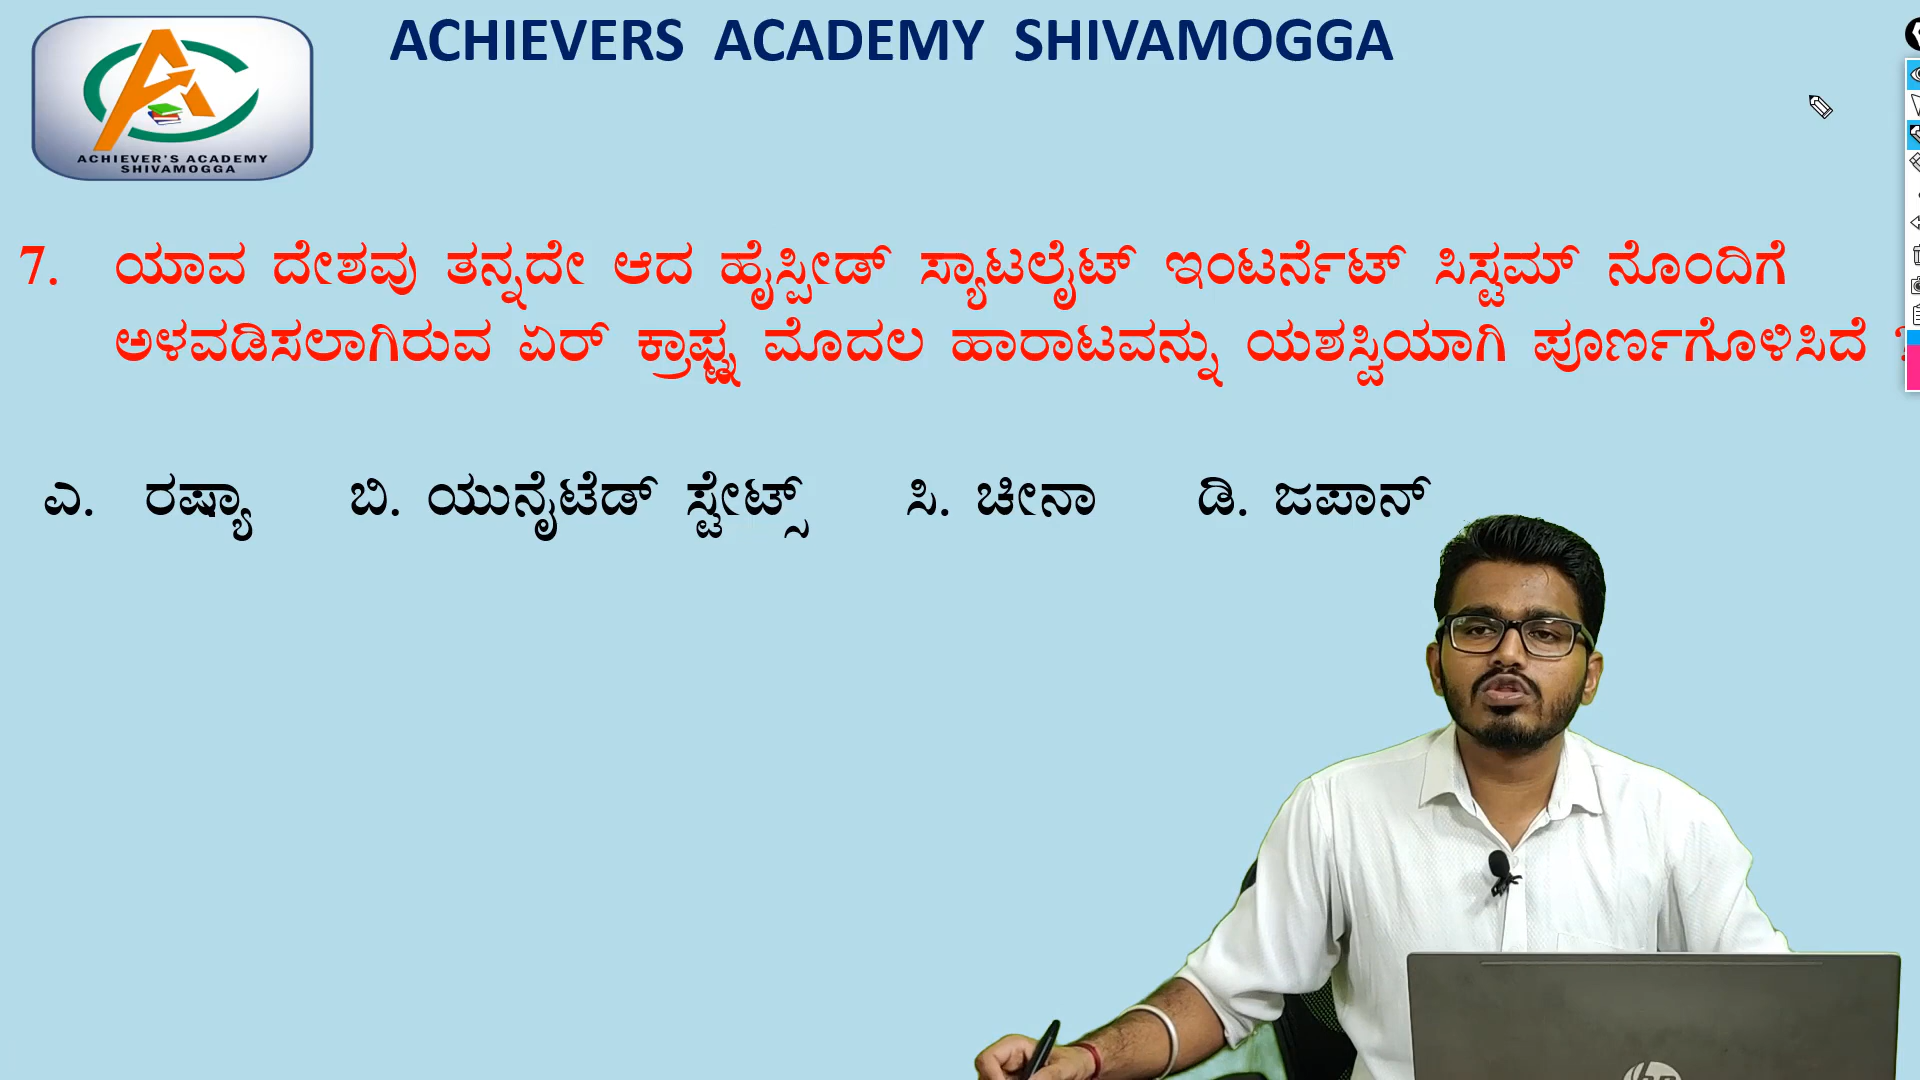 ACHIEVERS ACADEMY SHIVAMOGGA
ACHIEVER'S ACADEMY
SHIVAMOGGA
7. ಯಾವ ದೇಶವು ತನ್ನದೇ ಆದ ಹೈಸ್ಪೀಡ್ ಸ್ಯಾಟಲೈಟ್ ಇಂಟರ್ನೆಟ್ ಸಿಸ್ಟಮ್ ನೊಂದಿಗೆ
ಅಳವಡಿಸಲಾಗಿರುವ ಏರ್ ಕ್ರಾಫ್ಟ್ನ ಮೊದಲ ಹಾರಾಟವನ್ನು ಯಶಸ್ವಿಯಾಗಿ ಪೂರ್ಣಗೊಳಿಸಿದೆ ?
ಎ. ರಷ್ಯಾ ಬಿ. ಯುನೈಟೆಡ್ ಸ್ಟೇಟ್ಸ್ ಸಿ. ಚೀನಾ ಡಿ. ಜಪಾನ್
hp